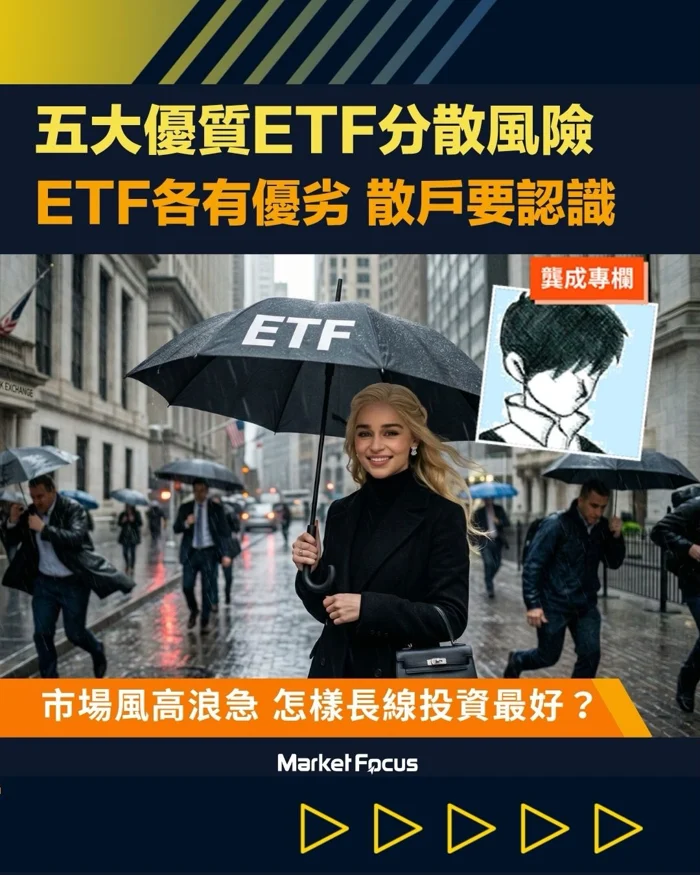 五大優質ETF分散風險
ETF各有優劣 散戶要認識
龔成專欄
ETF
EXCHANGE
市場風高浪急 怎樣長線投資最好？
Market Focus